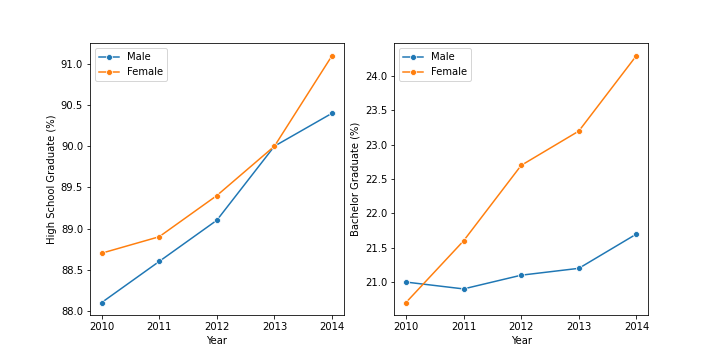 Male
Female
High School Graduate (%)
91.0
90.5
90.0
89.5
89.0
88.5
88.0
2010 2011 2012 2013 2014
Year
Male
Female
Bachelor Graduate (%)
24.0
23.5
23.0
22.5
22.0
21.5
21.0
2010 2011 2012 2013 2014
Year